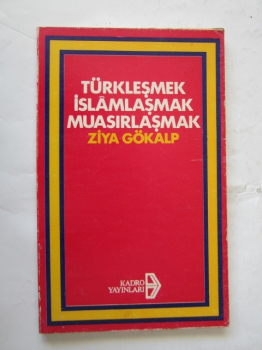 TÜRKLEŞMEK
İSLÂMLAŞMAK
MUASIRLAŞMAK
ZİYA GÖKALP
KADRO
YAYINLARI